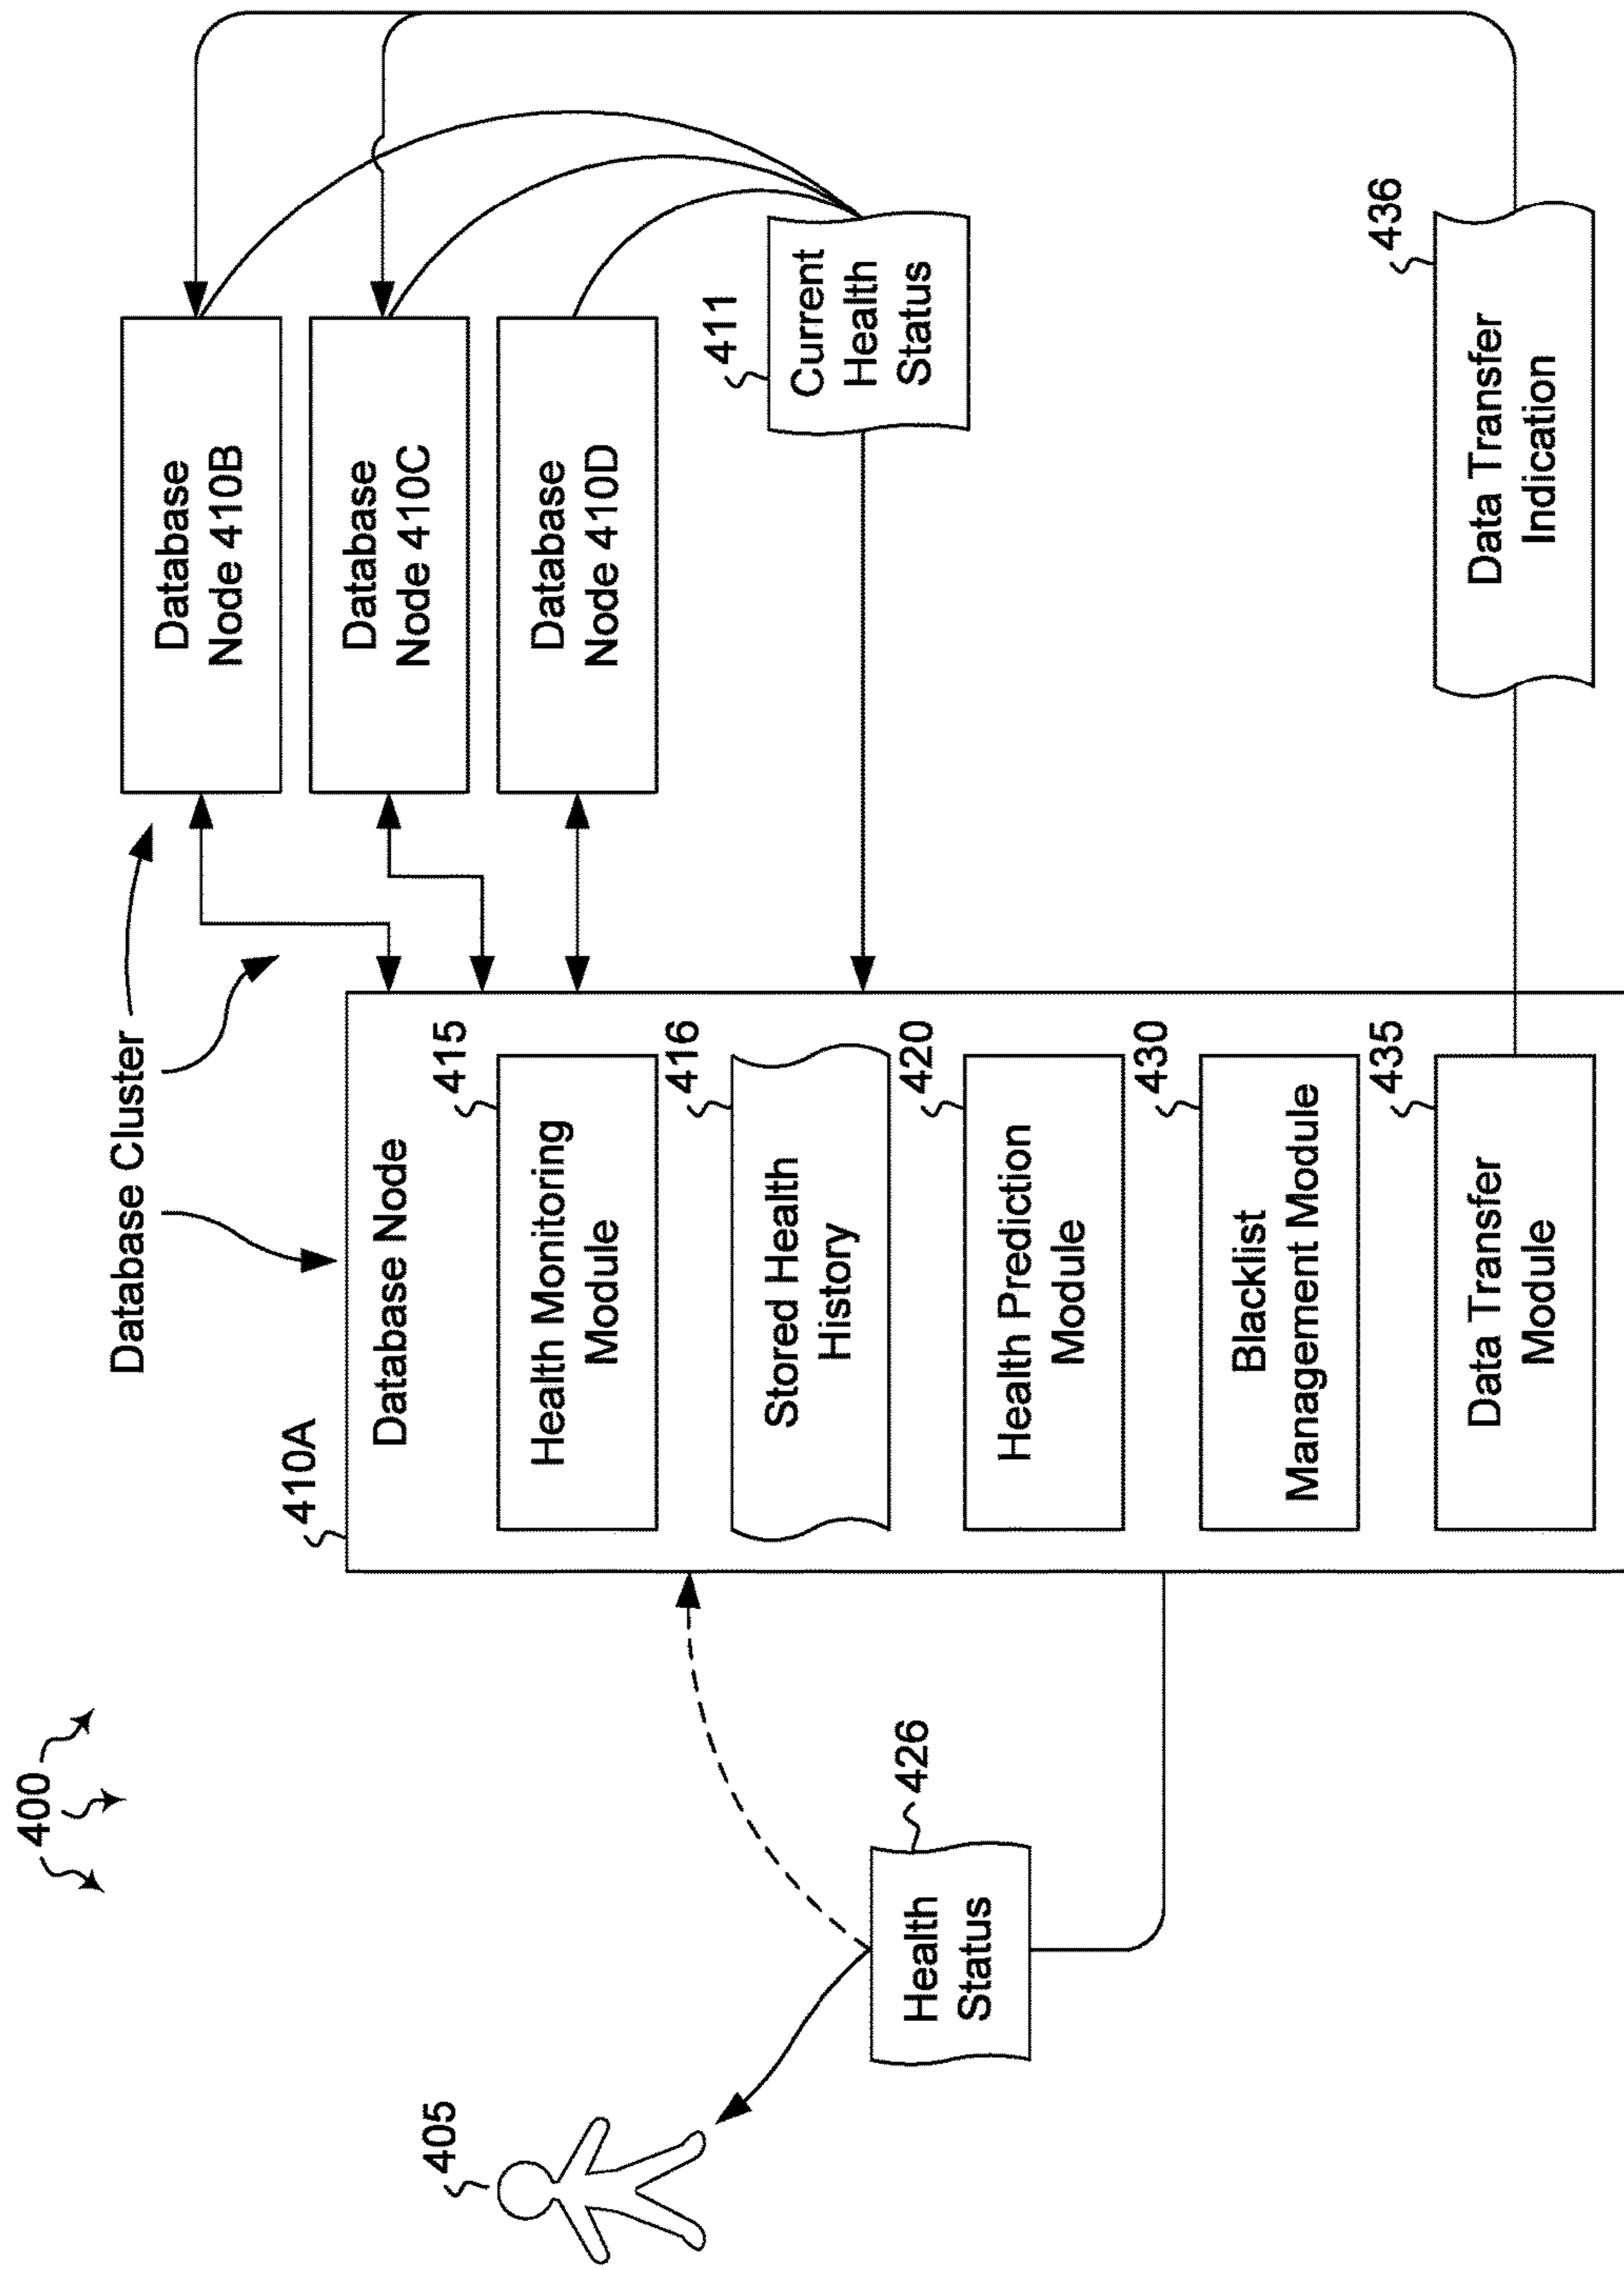 400
Database Cluster
405
410A
Database Node
415
Health Monitoring
Module
416
Stored Health
History
420
Health Prediction
Module
430
Blacklist
Management Module
435
Data Transfer
Module
426
Health
Status
Database
Node 410B
Database
Node 410C
Database
Node 410D
411
Current
Health
Status
436
Data Transfer
Indication